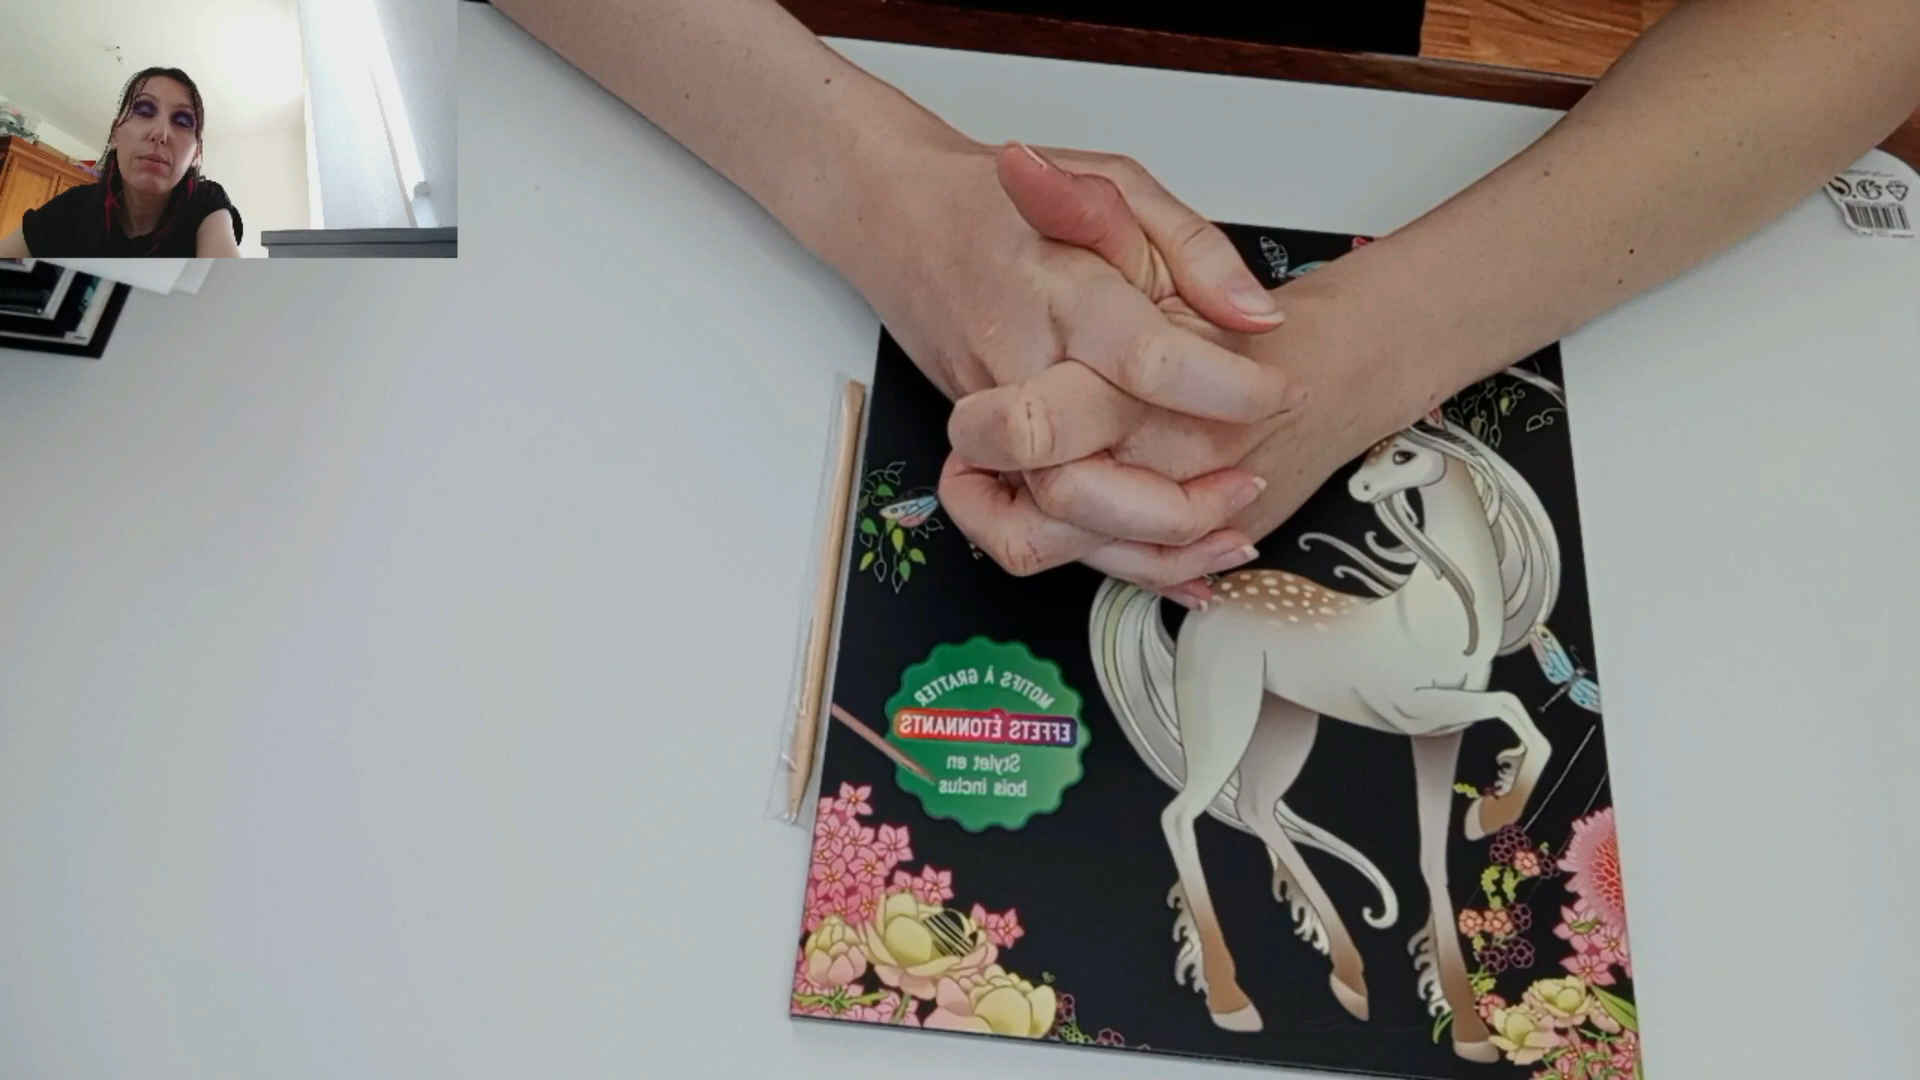 MOTIFS À GRATTER
EFFETS ÉTONNANTS
Stylet en
bois inclus